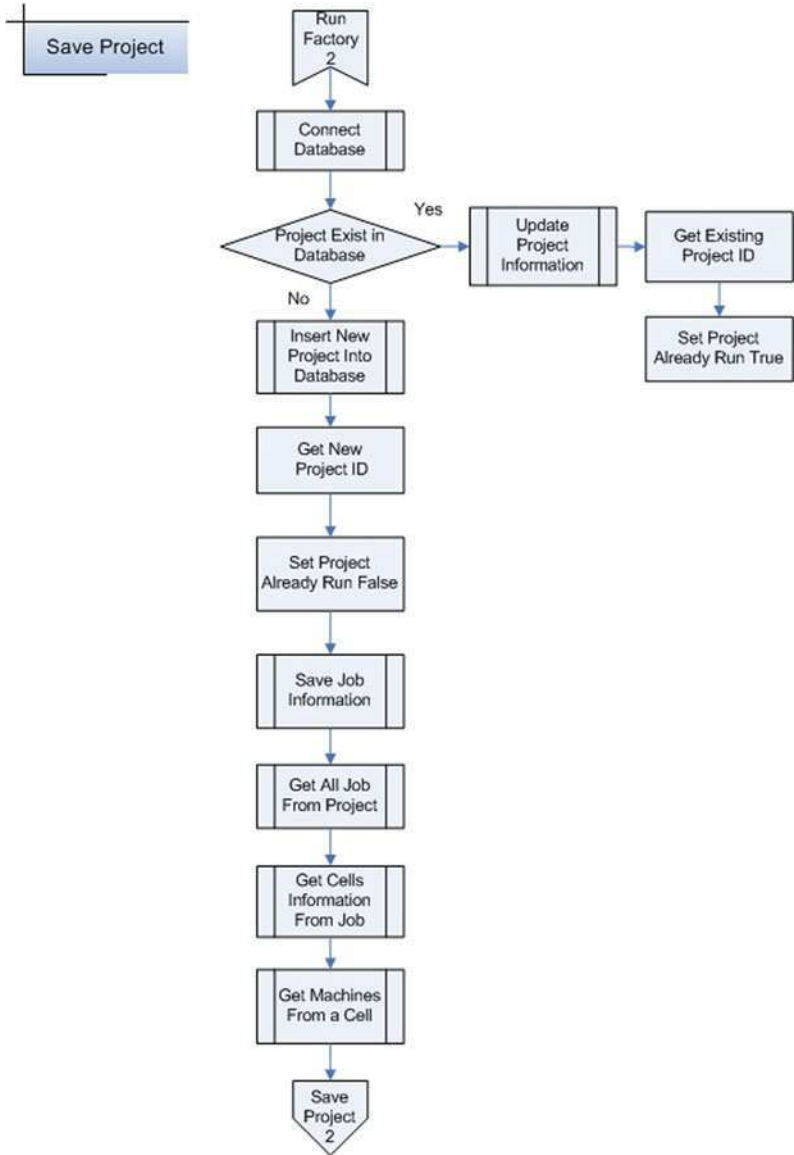 Save Project
Run
Factory
2
Connect
Database
Project Exist in
Database
Yes
Update
Project
Information
Get Existing
Project ID
Set Project
Already Run True
No
Insert New
Project Into
Database
Get New
Project ID
Set Project
Already Run False
Save Job
Information
Get All Job
From Project
Get Cells
Information
From Job
Get Machines
From a Cell
Save
Project
2